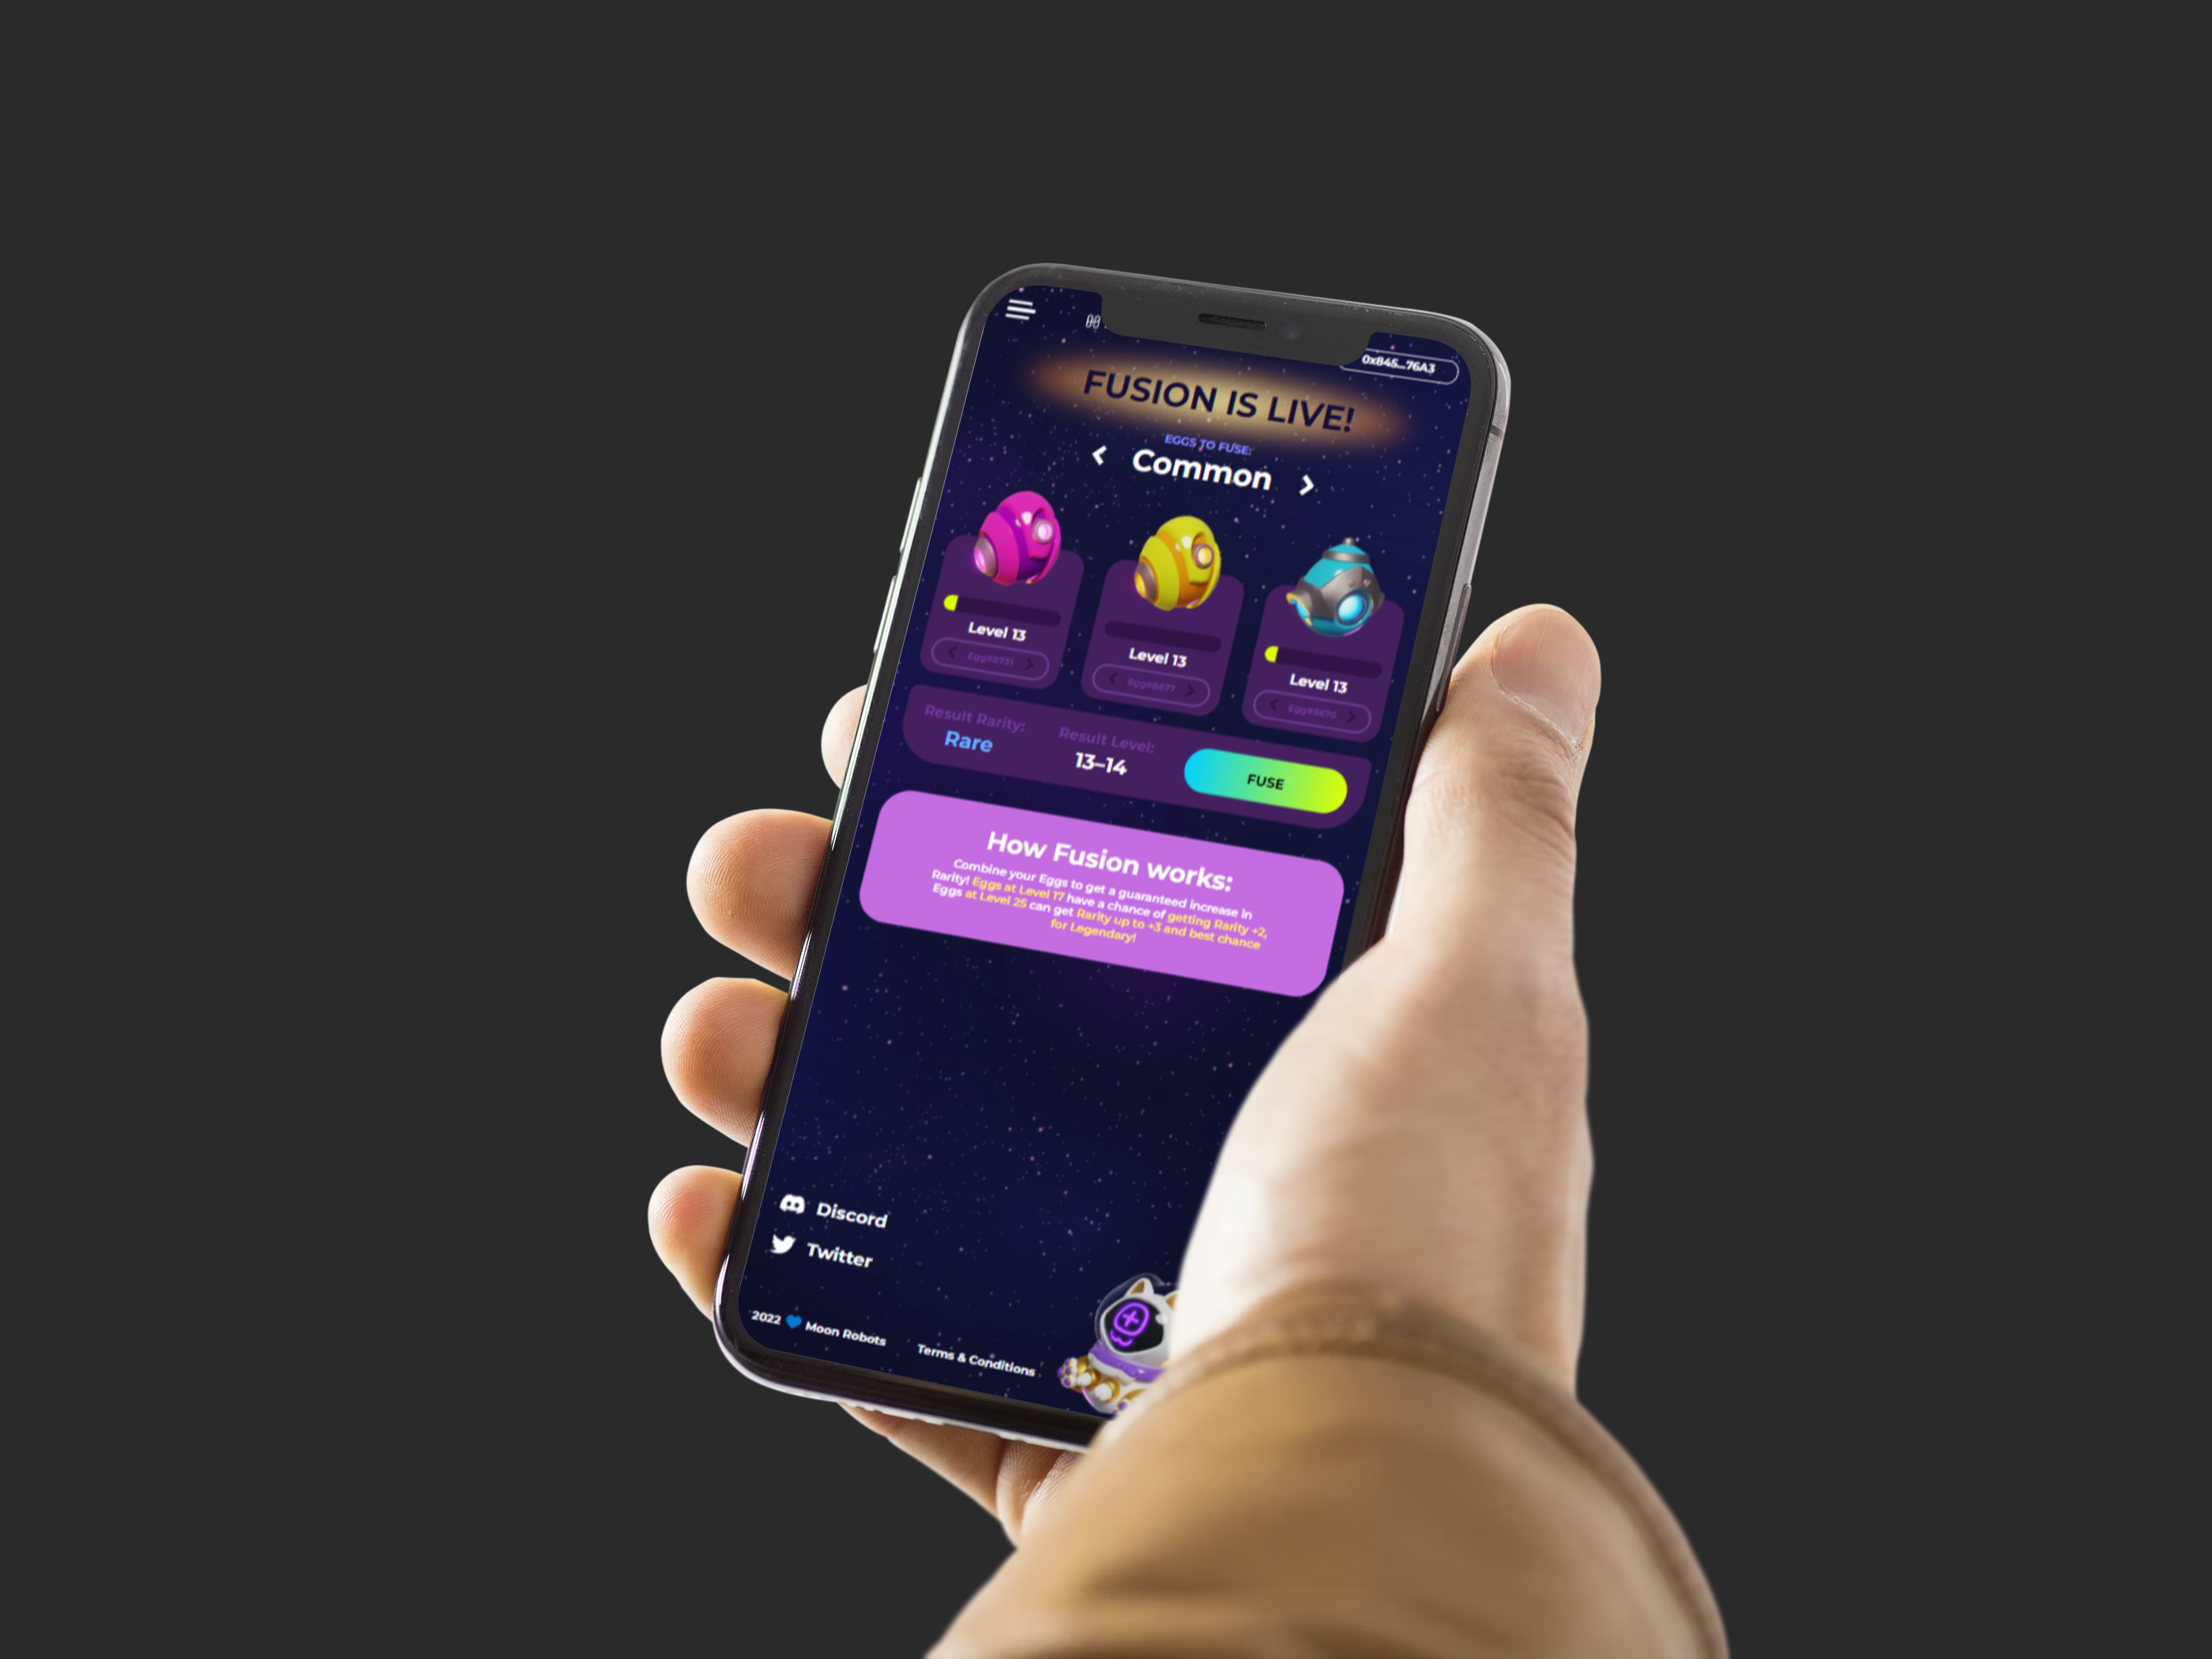 0x845...76A3
FUSION IS LIVE!
EGGS TO FUSE:
Common
Level 13
Level 13
Level 13
Egg#8731
Egg#8677
Egg#8670
Result Rarity:
Result Level:
Rare
13–14
FUSE
How Fusion works:
Combine your Eggs to get a guaranteed increase in
Rarity! Eggs at Level 17 have a chance of getting Rarity +2,
Eggs at Level 25 can get Rarity up to +3 and best chance
for Legendary!
Discord
Twitter
2022 💙 Moon Robots
Terms & Conditions